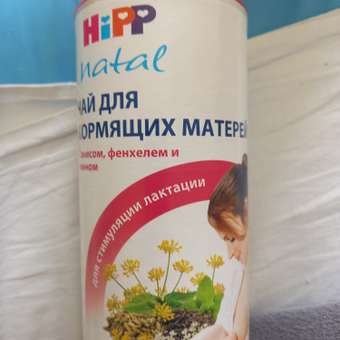 HiPP
natal
ЧАЙ ДЛЯ
КОРМЯЩИХ МАТЕРЕЙ
анисом, фенхелем и
для стимуляции лактации